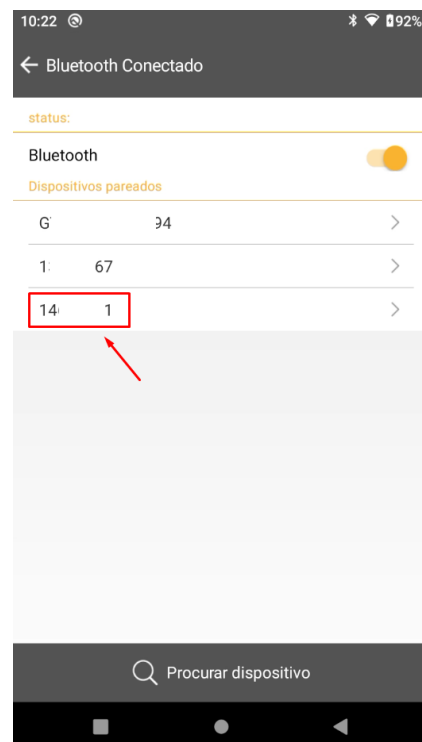 10:22 92%
Bluetooth Conectado
status:
Bluetooth
Dispositivos pareados
G 94
1 67
14 1
Procurar dispositivo